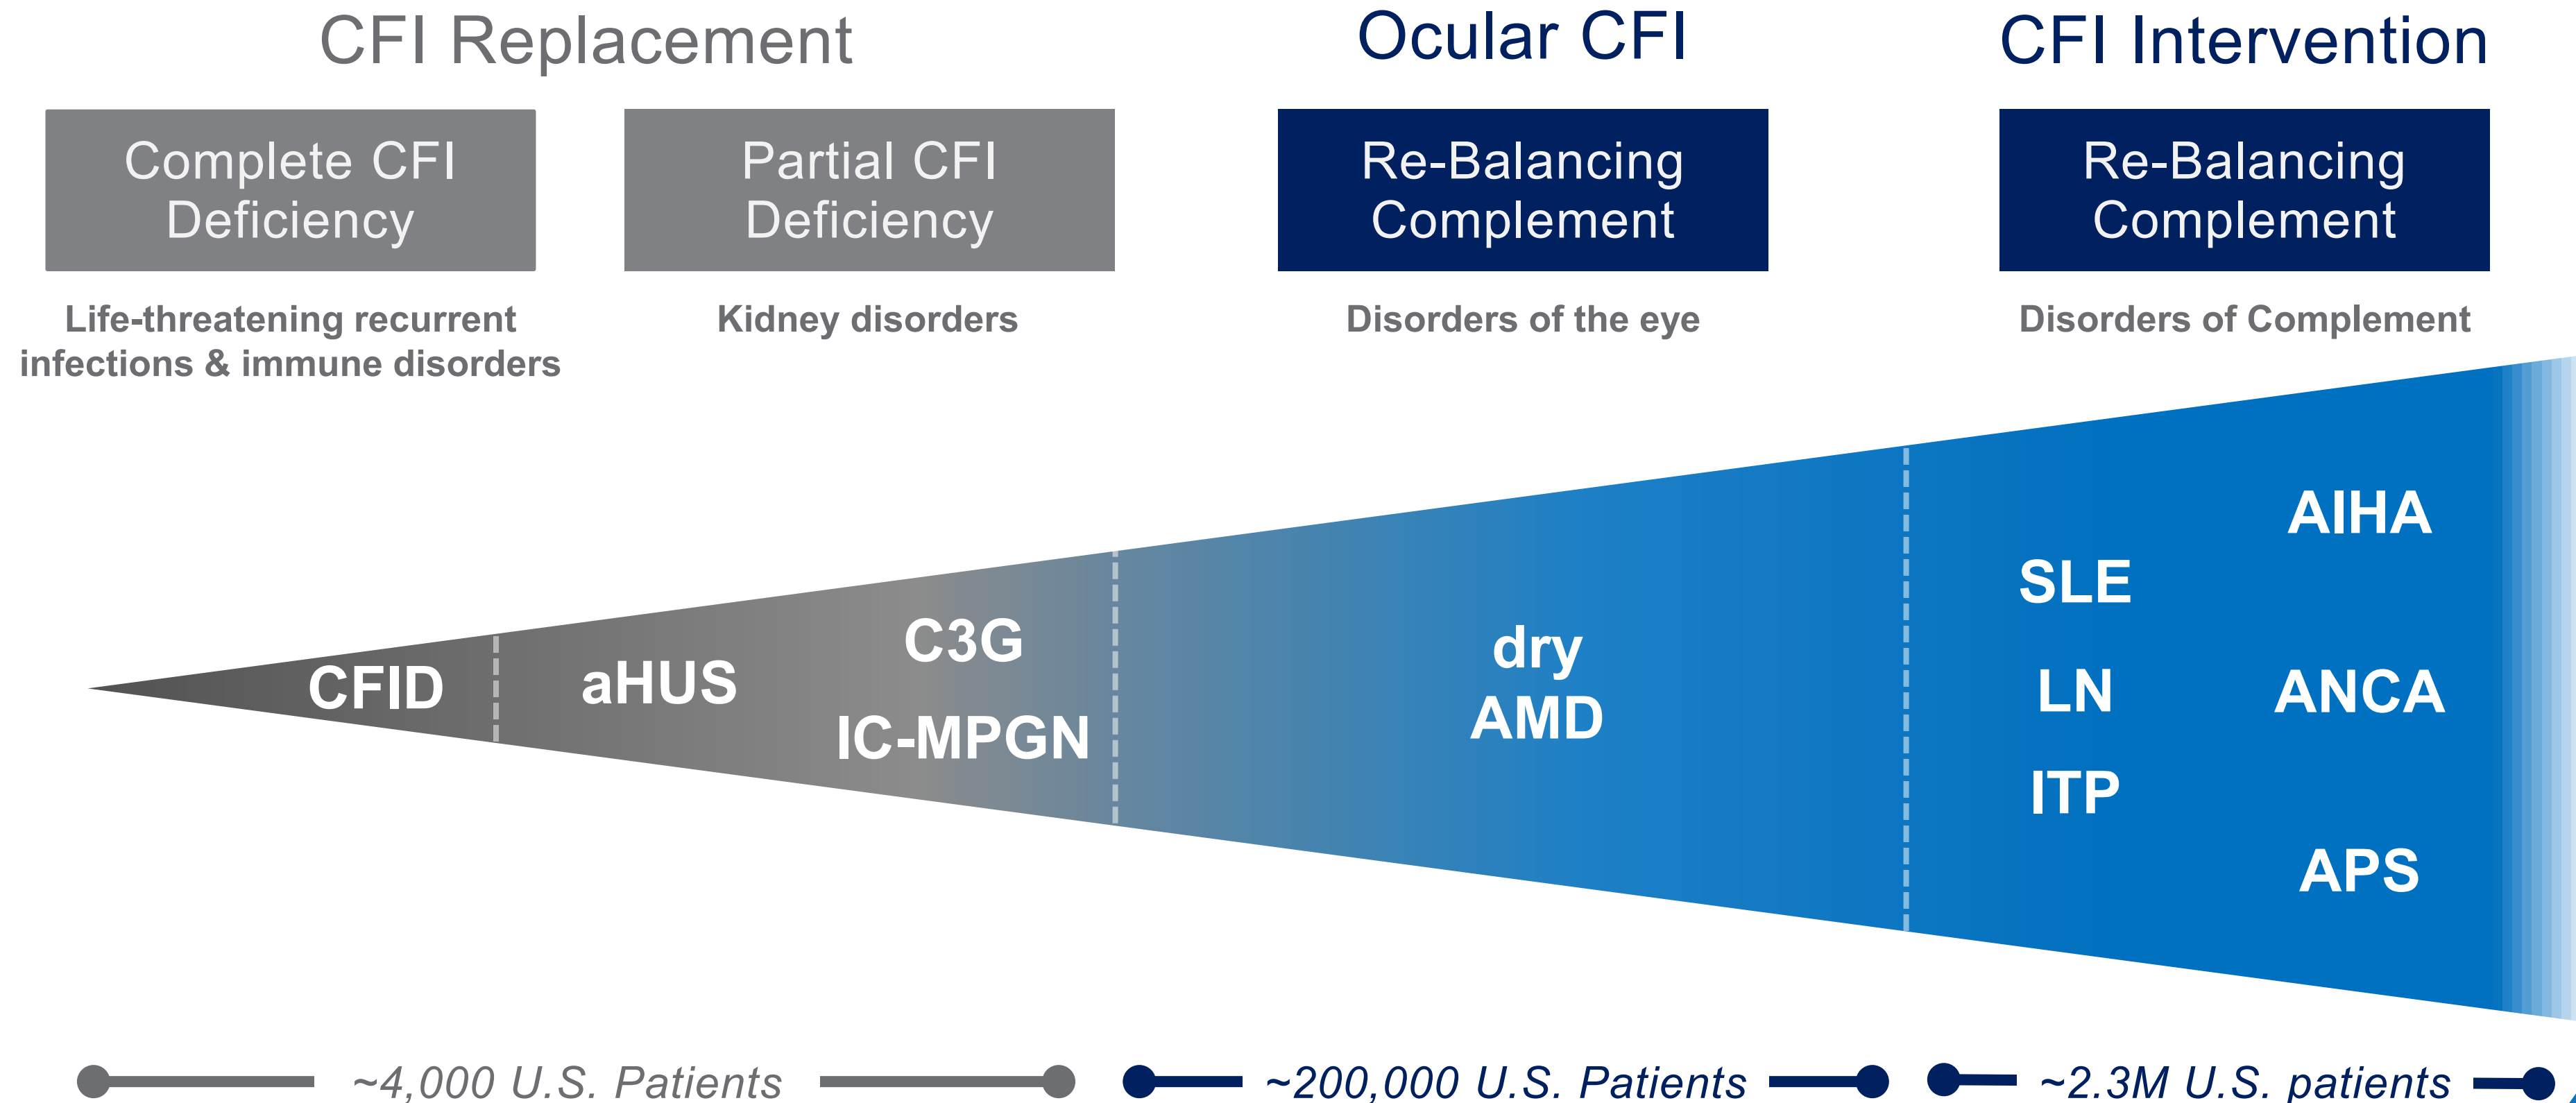 CFI Replacement
Ocular CFI
CFI Intervention
Complete CFI
Deficiency
Partial CFI
Deficiency
Re-Balancing
Complement
Re-Balancing
Complement
Life-threatening recurrent
infections & immune disorders
Kidney disorders
Disorders of the eye
Disorders of Complement
CFID
aHUS
C3G
IC-MPGN
dry
AMD
SLE
LN
ITP
AIHA
ANCA
APS
~4,000 U.S. Patients
~200,000 U.S. Patients
~2.3M U.S. patients